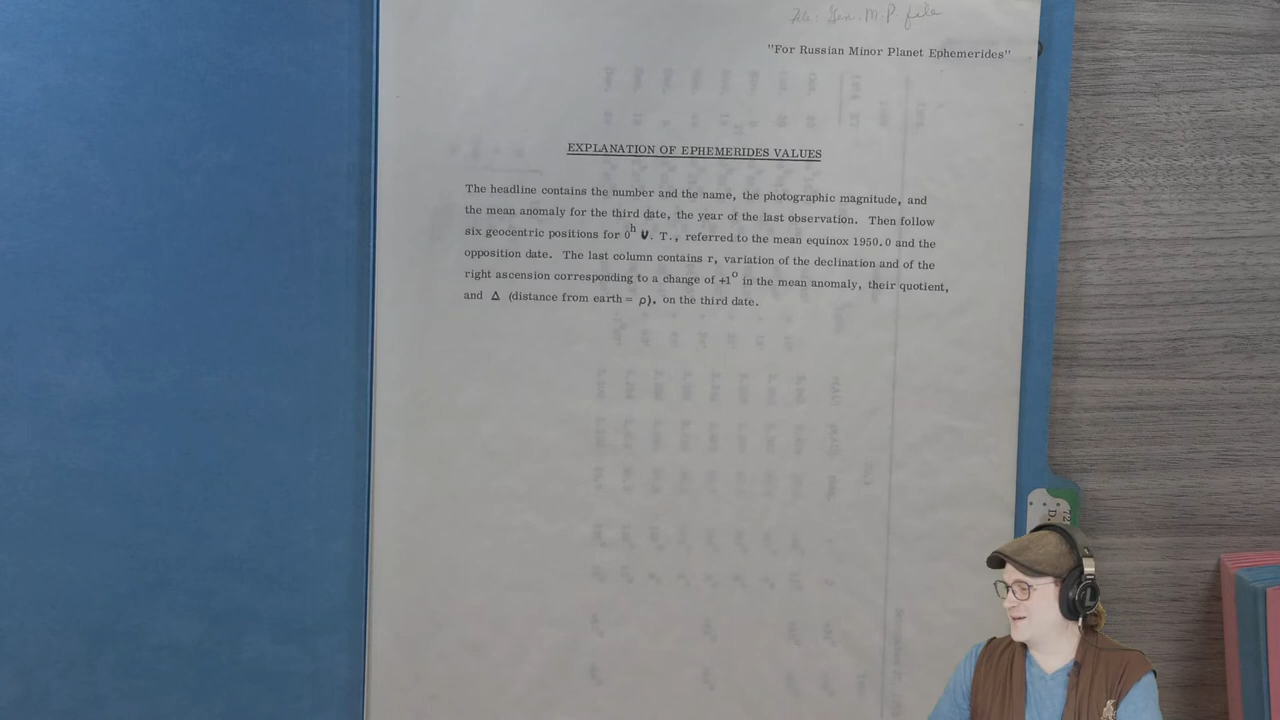 File: Gen. M.P. file
"For Russian Minor Planet Ephemerides"
EXPLANATION OF EPHEMERIDES VALUES
The headline contains the number and the name, the photographic magnitude, and
the mean anomaly for the third date, the year of the last observation. Then follow
six geocentric positions for 0ʰ U. T., referred to the mean equinox 1950.0 and the
opposition date. The last column contains r, variation of the declination and of the
right ascension corresponding to a change of +1° in the mean anomaly, their quotient,
and Δ (distance from earth = ρ), on the third date.
72
D.
L